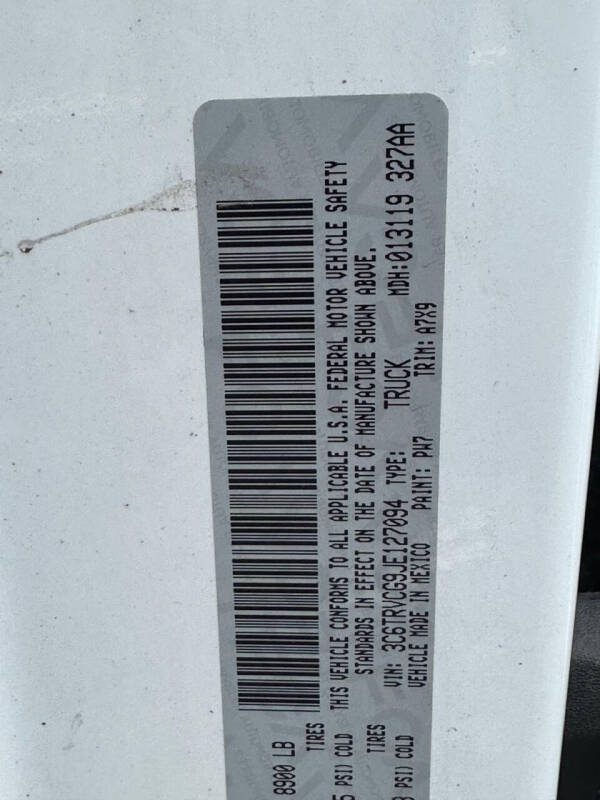 8900 LB
TIRES
5 PSI) COLD
THIS VEHICLE CONFORMS TO ALL APPLICABLE U.S.A. FEDERAL MOTOR VEHICLE SAFETY
STANDARDS IN EFFECT ON THE DATE OF MANUFACTURE SHOWN ABOVE.
TIRES
VIN: 3C6TRVCG9JE127094 TYPE: TRUCK MDH:013119 327AA
PSI) COLD
VEHICLE MADE IN MEXICO PAINT: PW7 TRIM: A7X9